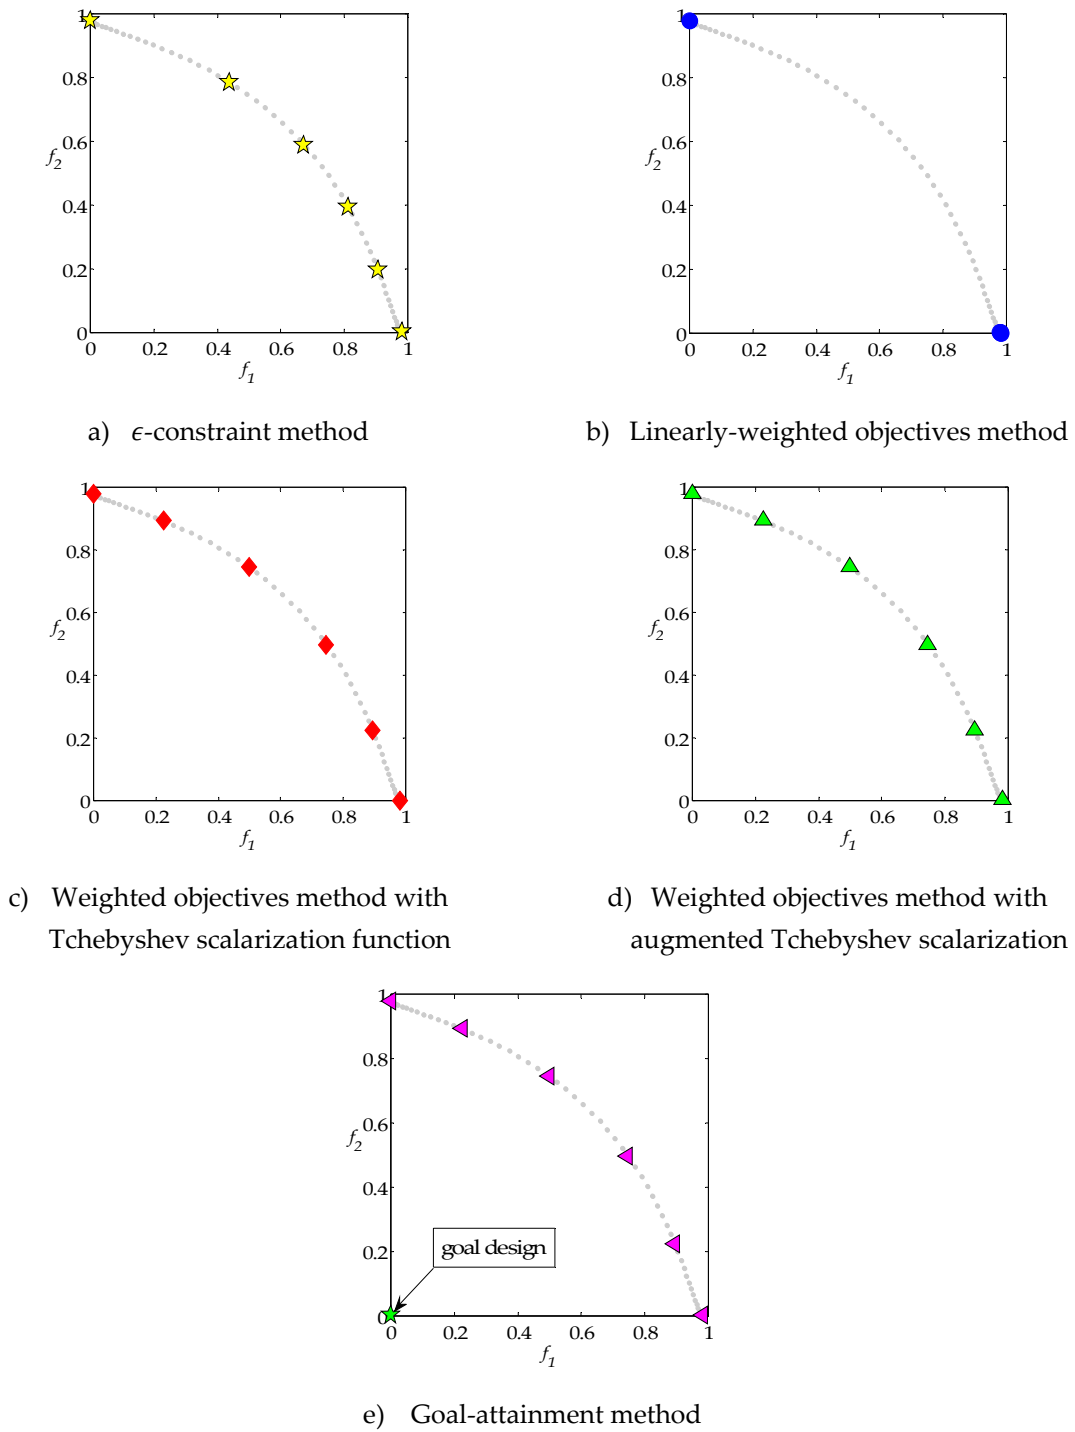 1
0.8
0.6
f2
0.4
0.2
0
0 0.2 0.4 0.6 0.8 1
f1
a) ϵ-constraint method
1
0.8
0.6
f2
0.4
0.2
0
0 0.2 0.4 0.6 0.8 1
f1
b) Linearly-weighted objectives method
1
0.8
0.6
f2
0.4
0.2
0
0 0.2 0.4 0.6 0.8 1
f1
c) Weighted objectives method with
Tchebyshev scalarization function
1
0.8
0.6
f2
0.4
0.2
0
0 0.2 0.4 0.6 0.8 1
f1
d) Weighted objectives method with
augmented Tchebyshev scalarization
1
0.8
0.6
f2
0.4
0.2
0
goal design
0 0.2 0.4 0.6 0.8 1
f1
e) Goal-attainment method